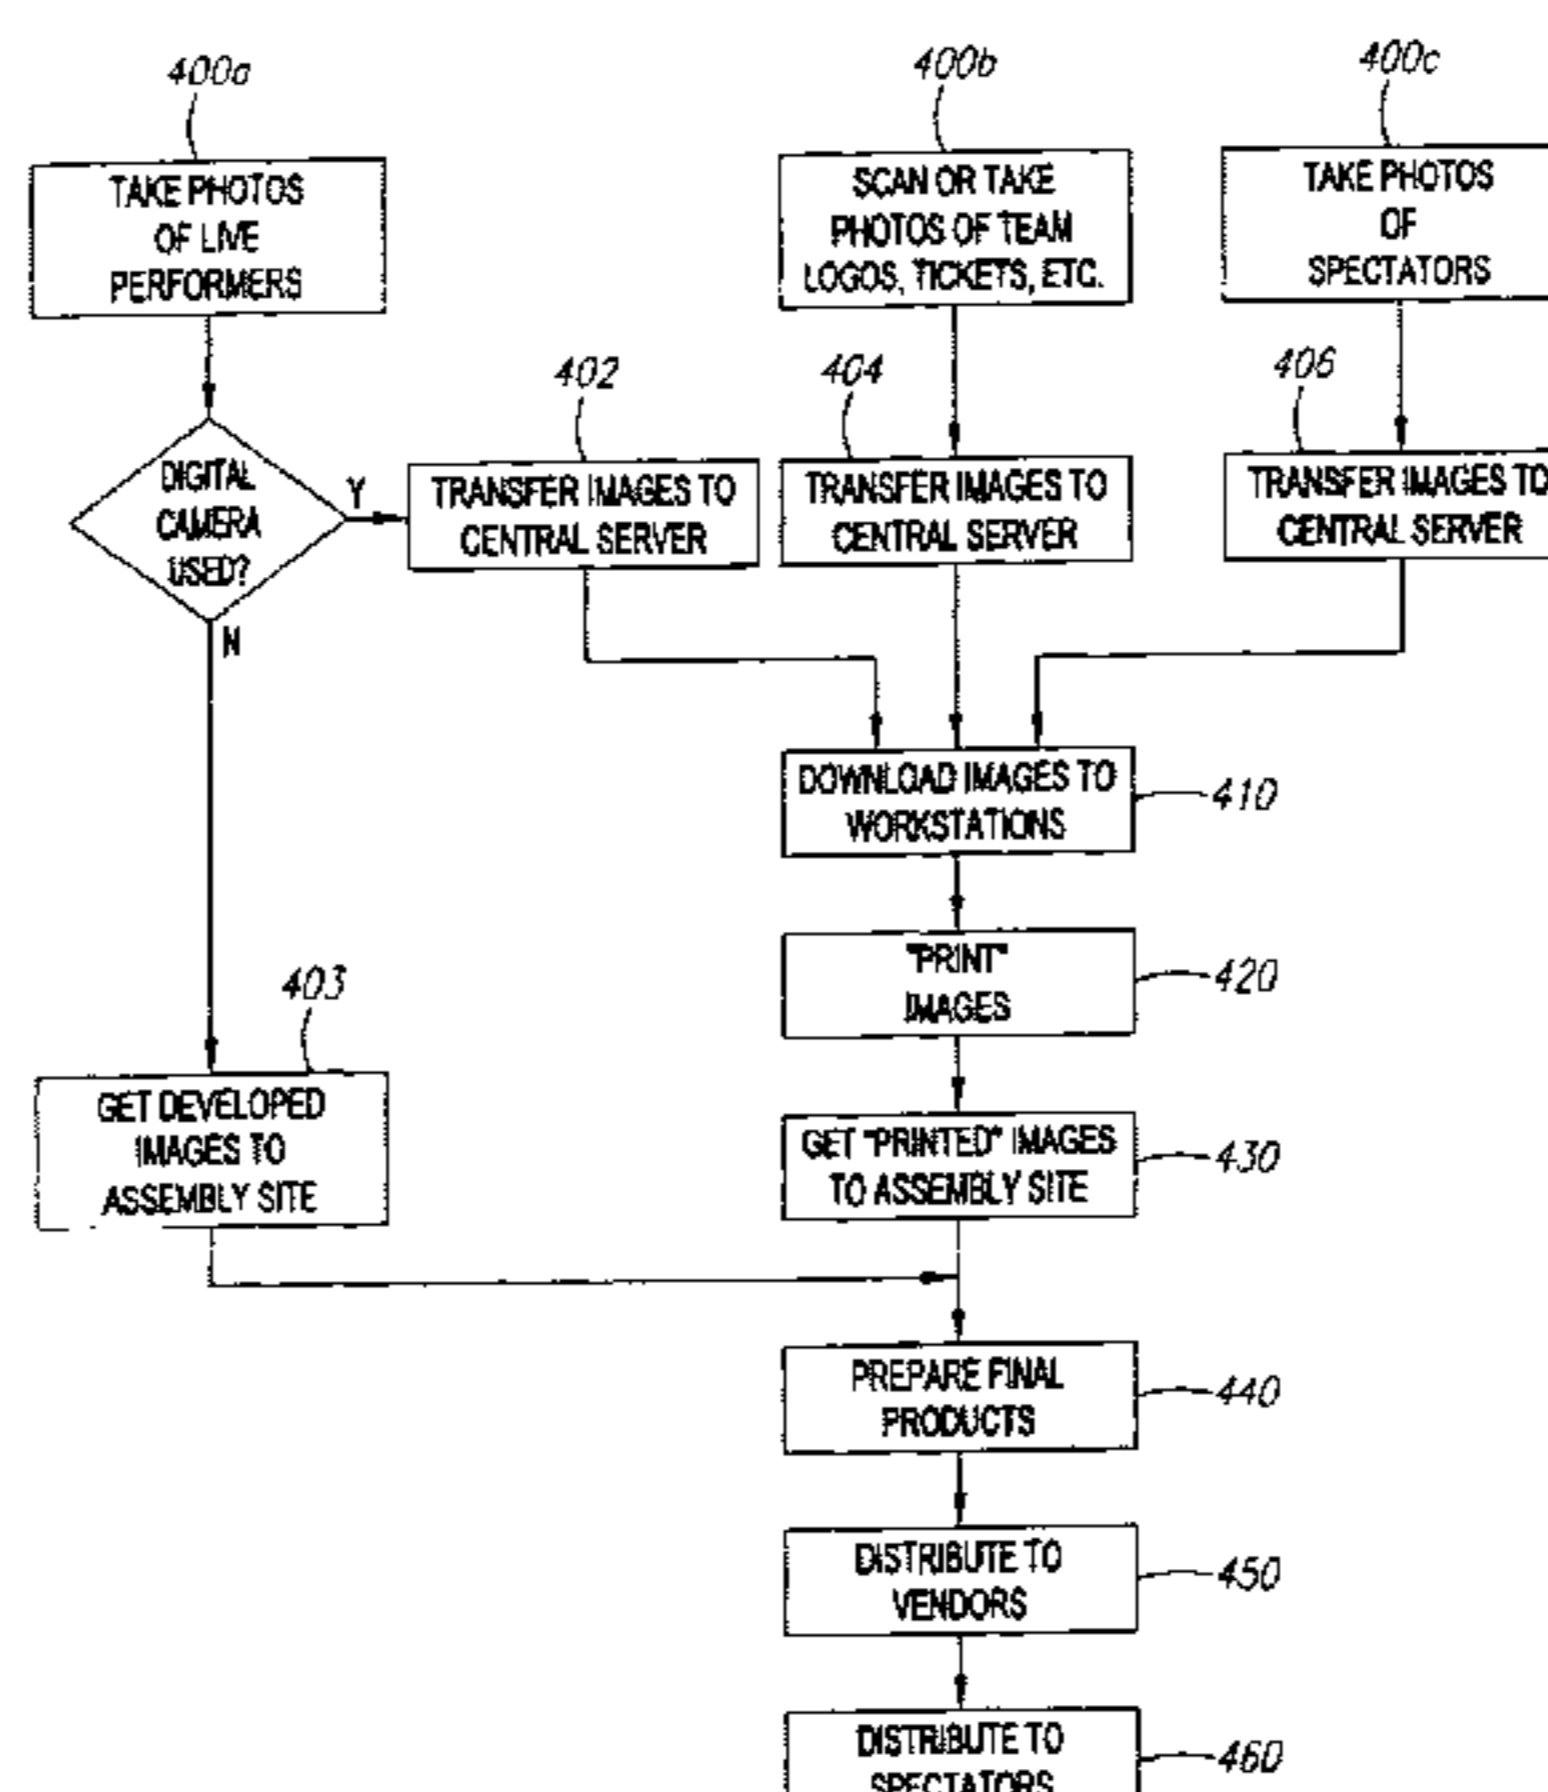 400a
400b
400c
TAKE PHOTOS
OF LIVE
PERFORMERS
SCAN OR TAKE
PHOTOS OF TEAM
LOGOS, TICKETS, ETC.
TAKE PHOTOS
OF
SPECTATORS
402
404
406
DIGITAL
CAMERA
USED?
Y
N
TRANSFER IMAGES TO
CENTRAL SERVER
TRANSFER IMAGES TO
CENTRAL SERVER
TRANSFER IMAGES TO
CENTRAL SERVER
DOWNLOAD IMAGES TO
WORKSTATIONS
410
"PRINT"
IMAGES
420
403
GET DEVELOPED
IMAGES TO
ASSEMBLY SITE
GET "PRINTED" IMAGES
TO ASSEMBLY SITE
430
PREPARE FINAL
PRODUCTS
440
DISTRIBUTE TO
VENDORS
450
DISTRIBUTE TO
SPECTATORS
460